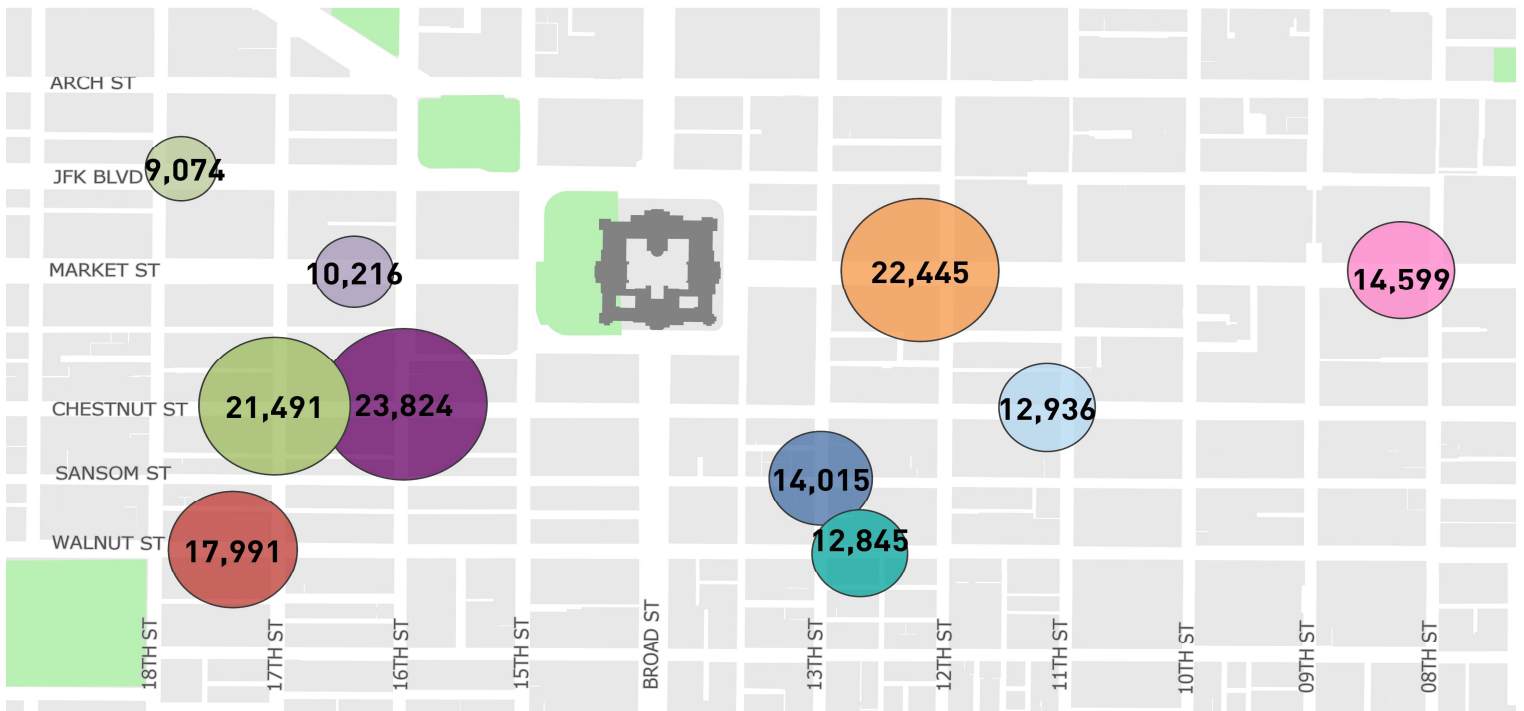 ARCH ST
JFK BLVD
9,074
MARKET ST
10,216
22,445
14,599
CHESTNUT ST
21,491
23,824
12,936
SANSOM ST
14,015
WALNUT ST
17,991
12,845
18TH ST
17TH ST
16TH ST
15TH ST
BROAD ST
13TH ST
12TH ST
11TH ST
10TH ST
09TH ST
08TH ST